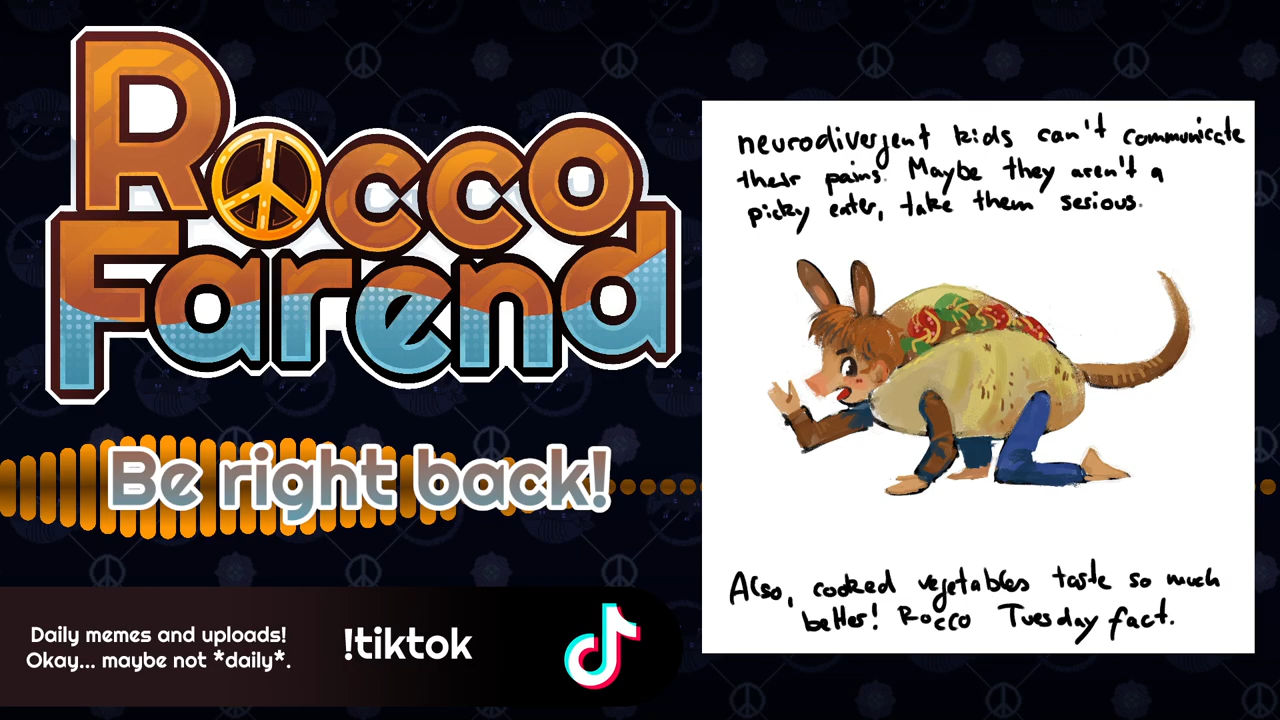 Rocco
Farend
Be right back!
Daily memes and uploads!
Okay... maybe not *daily*.
!tiktok
neurodivergent kids can't communicate
their pains. Maybe they aren't a
picky eater, take them serious.
Also, cooked vegetables taste so much
better! Rocco Tuesday fact.